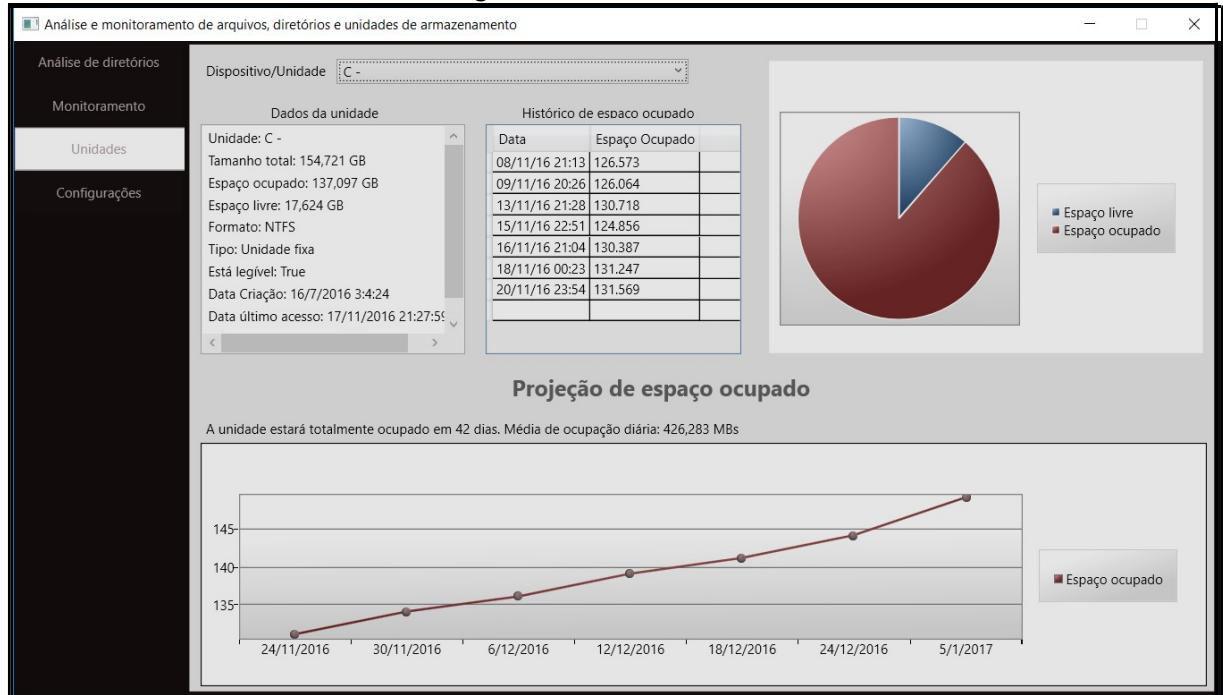 Análise e monitoramento de arquivos, diretórios e unidades de armazenamento
Análise de diretórios
Monitoramento
Unidades
Configurações
Dispositivo/Unidade C -
Dados da unidade
Unidade: C -
Tamanho total: 154,721 GB
Espaço ocupado: 137,097 GB
Espaço livre: 17,624 GB
Formato: NTFS
Tipo: Unidade fixa
Está legível: True
Data Criação: 16/7/2016 3:4:24
Data último acesso: 17/11/2016 21:27:59
Histórico de espaço ocupado
Data Espaço Ocupado
08/11/16 21:13 126.573
09/11/16 20:26 126.064
13/11/16 21:28 130.718
15/11/16 22:51 124.856
16/11/16 21:04 130.387
18/11/16 00:23 131.247
20/11/16 23:54 131.569
Espaço livre
Espaço ocupado
Projeção de espaço ocupado
A unidade estará totalmente ocupado em 42 dias. Média de ocupação diária: 426,283 MBs
145
140
135
24/11/2016 30/11/2016 6/12/2016 12/12/2016 18/12/2016 24/12/2016 5/1/2017
Espaço ocupado